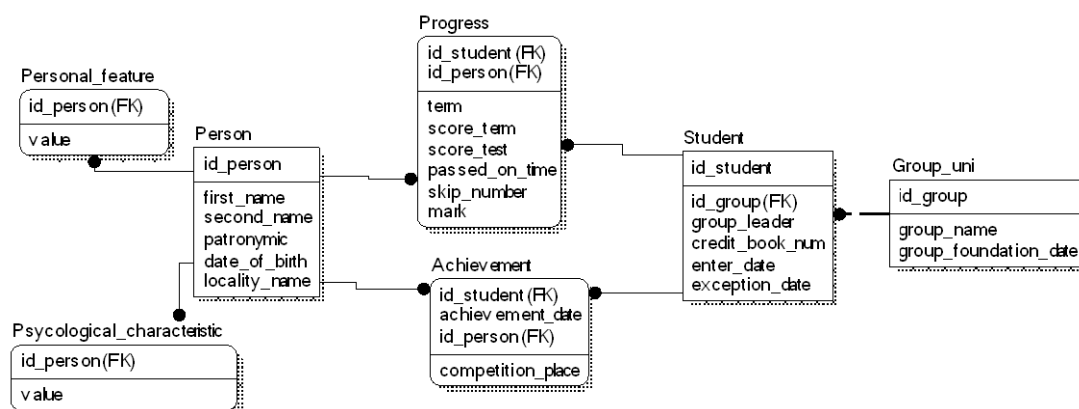 Progress
id_student(FK)
id_person(FK)
term
score_term
score_test
passed_on_time
skip_number
mark
Personal_feature
id_person(FK)
value
Person
id_person
first_name
second_name
patronymic
date_of_birth
locality_name
Student
id_student
id_group(FK)
group_leader
credit_book_num
enter_date
exception_date
Group_uni
id_group
group_name
group_foundation_date
Achievement
id_student(FK)
achievement_date
id_person(FK)
competition_place
Psycological_characteristic
id_person(FK)
value